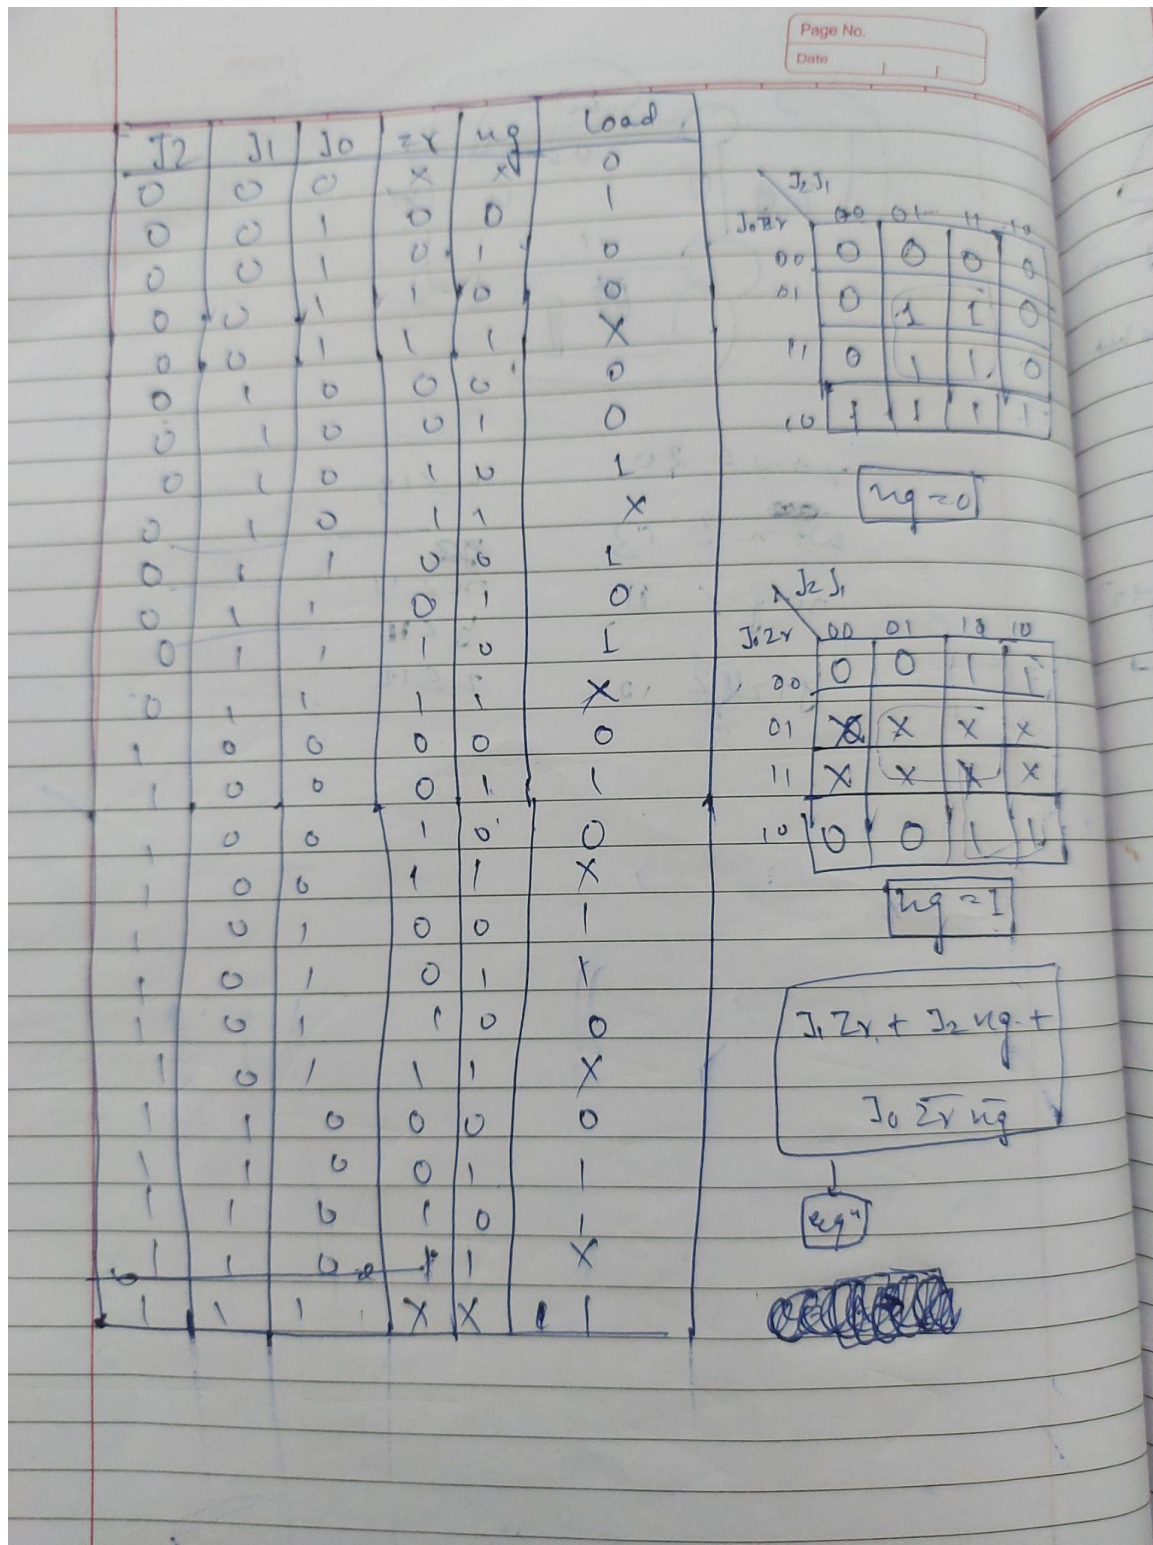 Page No.
Date
J2 J1 J0 zr ng Load
0 0 0 X X 0
0 0 1 0 0 1
0 0 1 0 1 0
0 0 1 1 0 0
0 0 1 1 1 X
0 1 0 0 0 0
0 1 0 0 1 0
0 1 0 1 0 1
0 1 0 1 1 X
0 1 1 0 0 1
0 1 1 0 1 0
0 1 1 1 0 1
0 1 1 1 1 X
1 0 0 0 0 0
1 0 0 0 1 1
1 0 0 1 0 0
1 0 0 1 1 X
1 0 1 0 0 1
1 0 1 0 1 1
1 0 1 1 0 0
1 0 1 1 1 X
1 1 0 0 0 0
1 1 0 0 1 1
1 1 0 1 0 1
1 1 0 1 1 X
1 1 1 X X 1
J2J1
J0Zr 00 01 11 10
00 0 0 0 0
01 0 1 1 0
11 0 1 1 0
10 1 1 1 1
ng = 0
J2J1
J0Zr 00 01 10 10
00 0 0 1 1
01 X X X X
11 X X X X
10 0 0 1 1
ng = 1
J1 Zr + J2 ng +
J0 Z̅r̅ n̅g̅
eqn